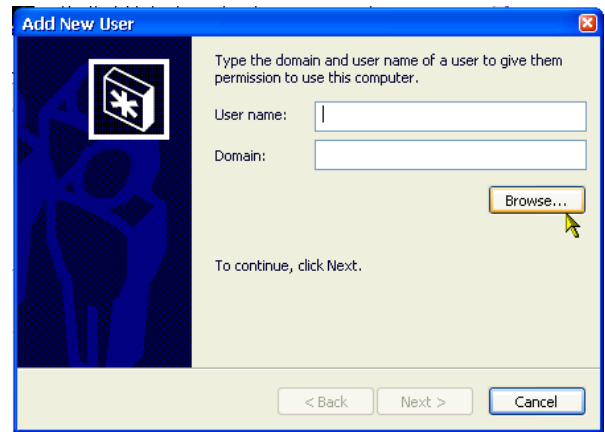 Add New User
Type the domain and user name of a user to give them
permission to use this computer.
User name:
Domain:
Browse...
To continue, click Next.
< Back Next > Cancel